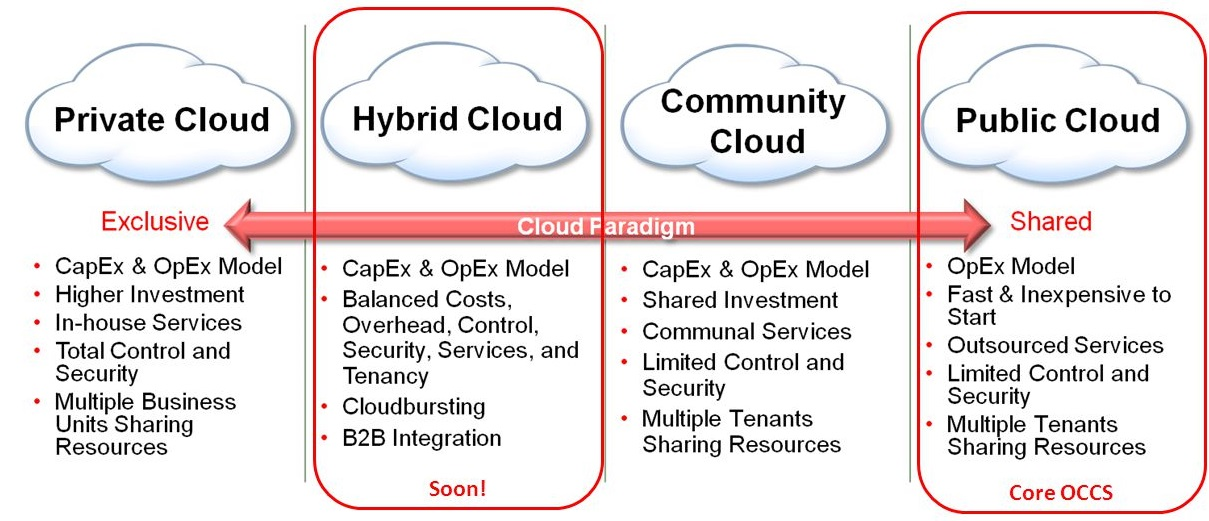 Private Cloud
Hybrid Cloud
Community
Cloud
Public Cloud
Exclusive
Cloud Paradigm
Shared
• CapEx & OpEx Model
• Higher Investment
• In-house Services
• Total Control and
Security
• Multiple Business
Units Sharing
Resources
• CapEx & OpEx Model
• Balanced Costs,
Overhead, Control,
Security, Services, and
Tenancy
• Cloudbursting
• B2B Integration
Soon!
• CapEx & OpEx Model
• Shared Investment
• Communal Services
• Limited Control and
Security
• Multiple Tenants
Sharing Resources
• OpEx Model
• Fast & Inexpensive to
Start
• Outsourced Services
• Limited Control and
Security
• Multiple Tenants
Sharing Resources
Core OCCS